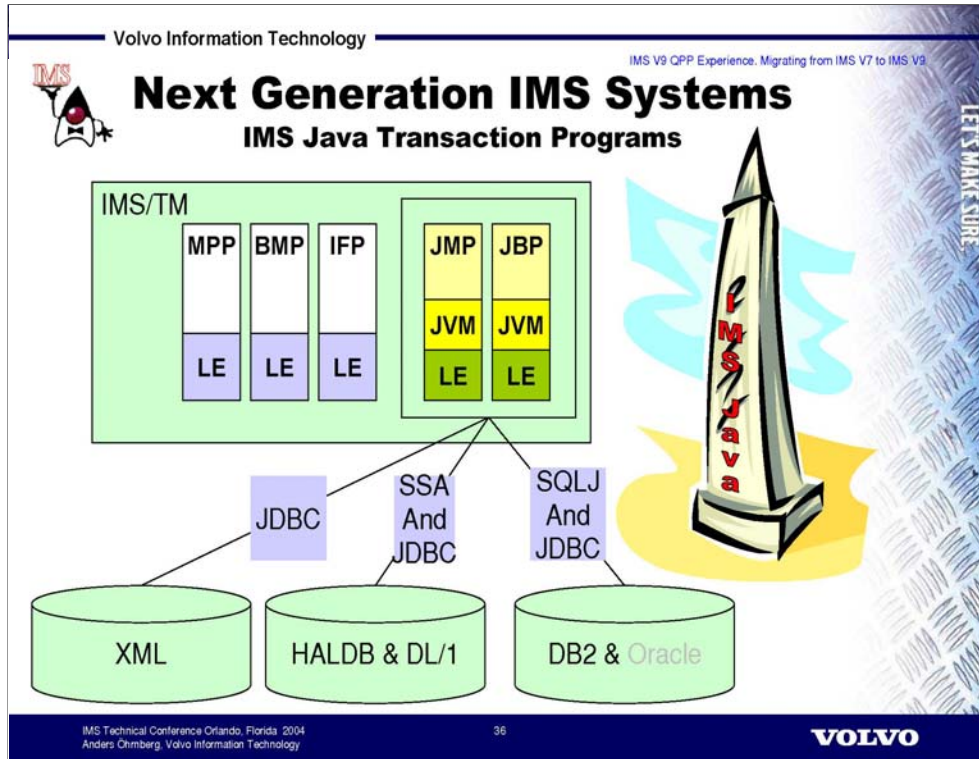 Volvo Information Technology
IMS V9 QPP Experience. Migrating from IMS V7 to IMS V9
IMS
Next Generation IMS Systems
IMS Java Transaction Programs
LET'S MAKE SURE.
IMS/TM
MPP BMP IFP JMP JBP
JVM JVM
LE LE LE LE LE
IMS Java
JDBC
SSA
And
JDBC
SQLJ
And
JDBC
XML
HALDB & DL/1
DB2 & Oracle
IMS Technical Conference Orlando, Florida 2004
Anders Öhrnberg, Volvo Information Technology
36
VOLVO